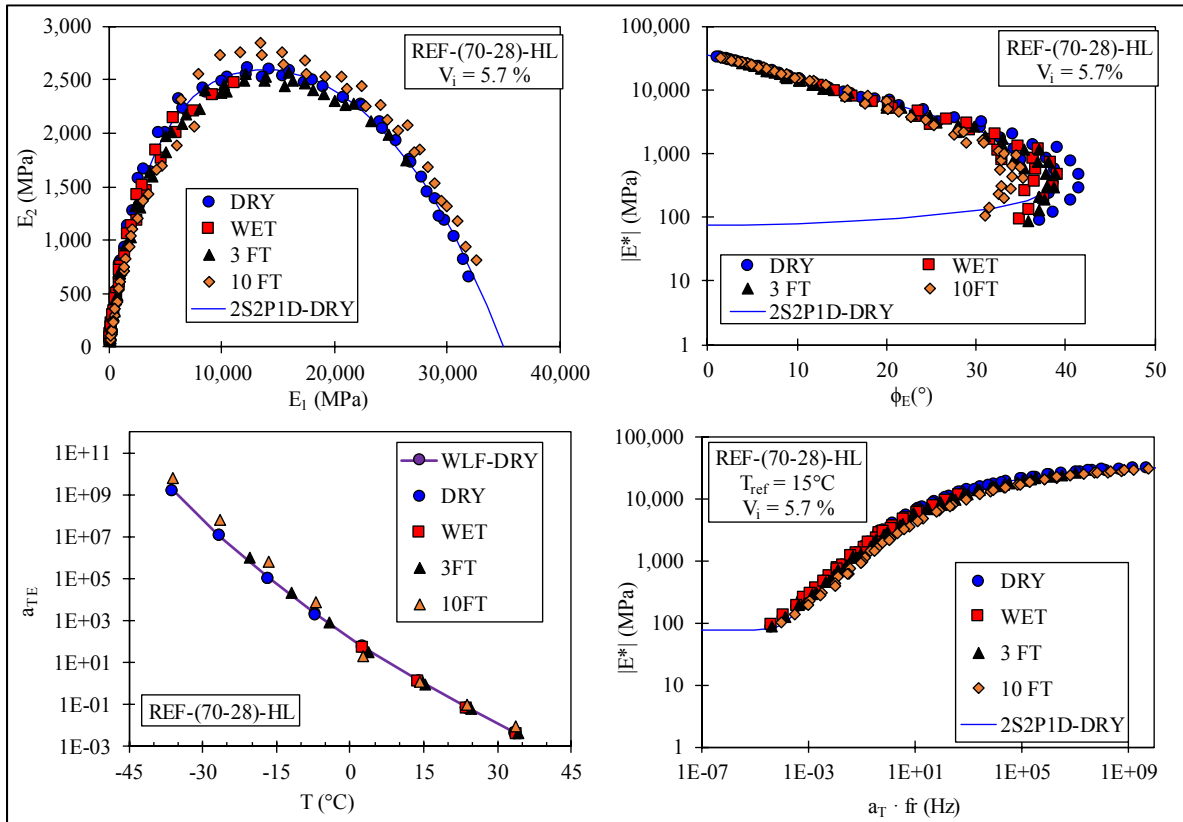 3,000
2,500
2,000
1,500
1,000
500
0
E2 (MPa)
REF-(70-28)-HL
Vi = 5.7 %
DRY
WET
3 FT
10 FT
2S2P1D-DRY
0 10,000 20,000 30,000 40,000
E1 (MPa)
100,000
10,000
1,000
100
10
1
|E*| (MPa)
REF-(70-28)-HL
Vi = 5.7%
DRY WET
3 FT 10FT
2S2P1D-DRY
0 10 20 30 40 50
ϕE(°)
1E+11
1E+09
1E+07
1E+05
1E+03
1E+01
1E-01
1E-03
aTE
WLF-DRY
DRY
WET
3FT
10FT
REF-(70-28)-HL
-45 -30 -15 0 15 30 45
T (°C)
100,000
10,000
1,000
100
10
1
|E*| (MPa)
REF-(70-28)-HL
Tref = 15°C
Vi = 5.7 %
DRY
WET
3 FT
10 FT
2S2P1D-DRY
1E-07 1E-03 1E+01 1E+05 1E+09
aT · fr (Hz)